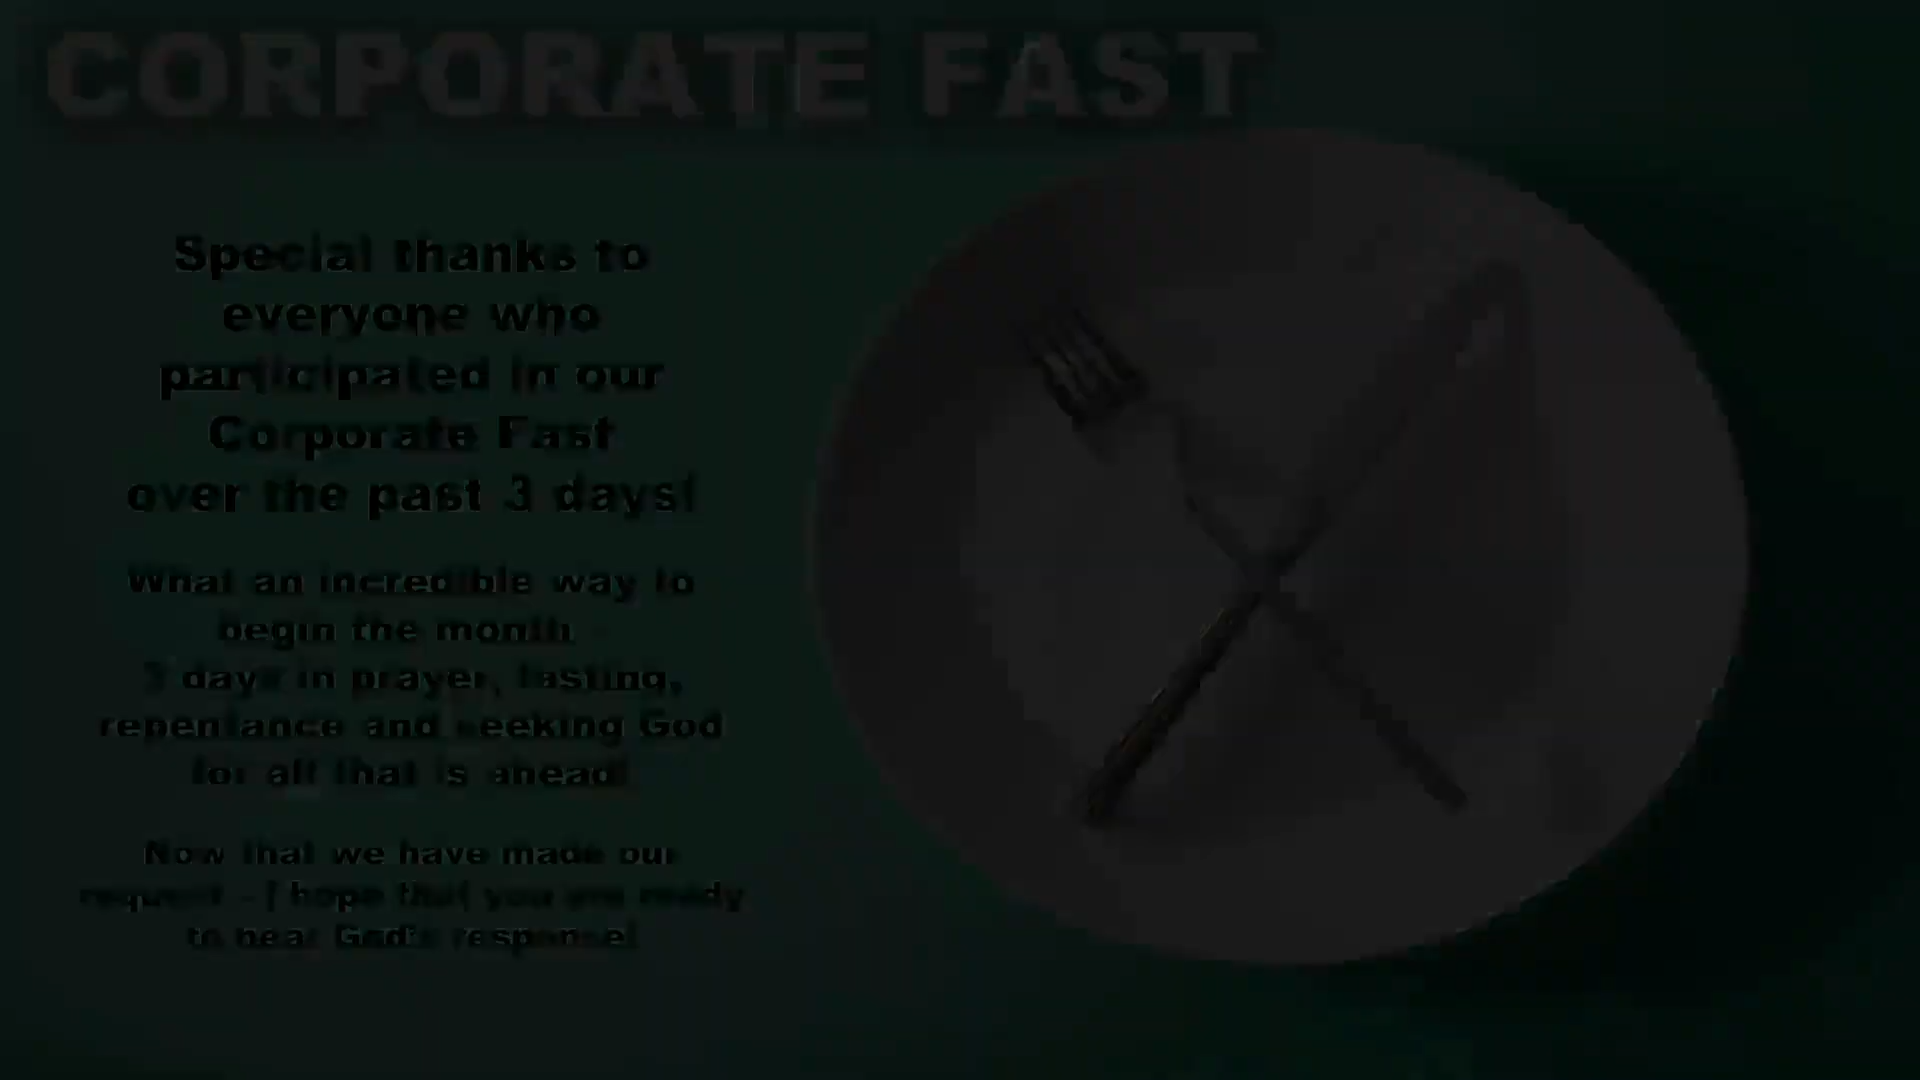 CORPORATE FAST
Special thanks to
everyone who
participated in our
Corporate Fast
over the past 3 days!
What an incredible way to
begin the month
3 days in prayer, fasting,
repentance and seeking God
for all that is ahead!
Now that we have made our
request - I hope that you are ready
to hear God's response!